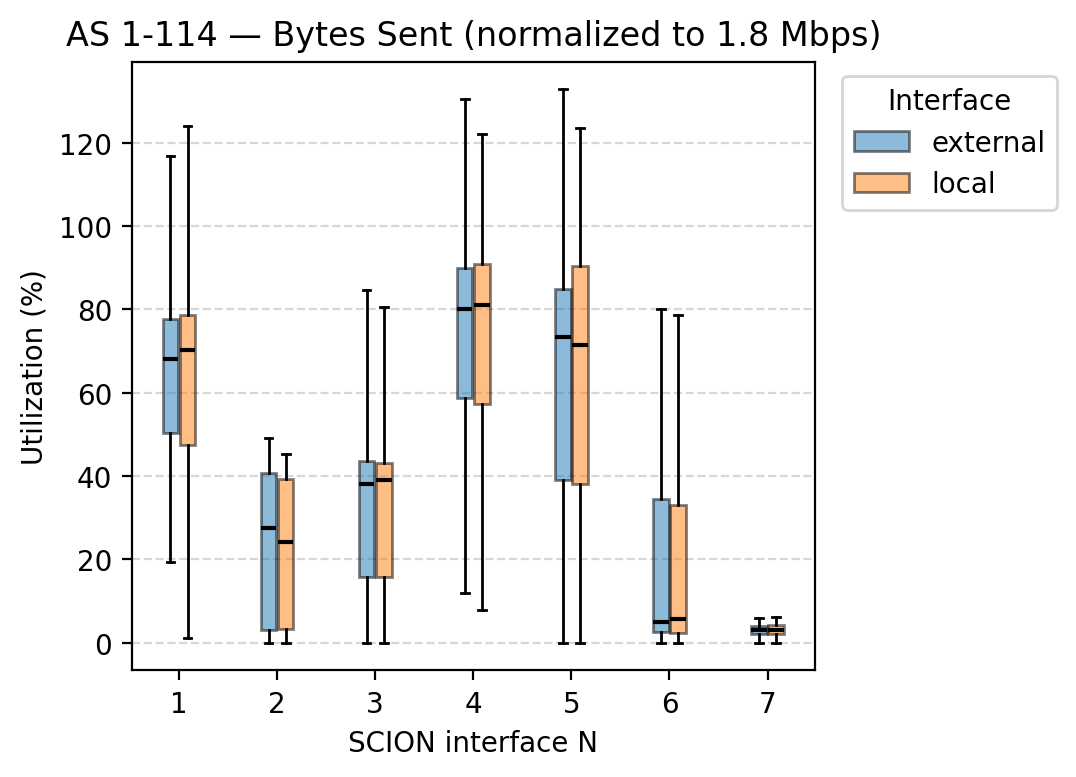 AS 1-114 — Bytes Sent (normalized to 1.8 Mbps)
Interface
external
local
Utilization (%)
120
100
80
60
40
20
0
1 2 3 4 5 6 7
SCION interface N